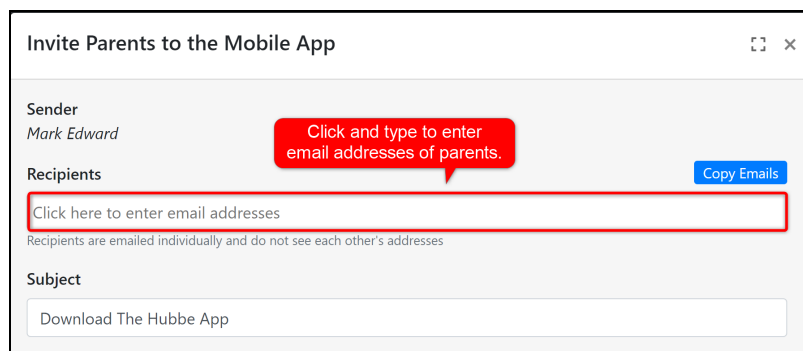 Invite Parents to the Mobile App
Sender
Mark Edward
Click and type to enter
email addresses of parents.
Recipients
Copy Emails
Click here to enter email addresses
Recipients are emailed individually and do not see each other's addresses
Subject
Download The Hubbe App